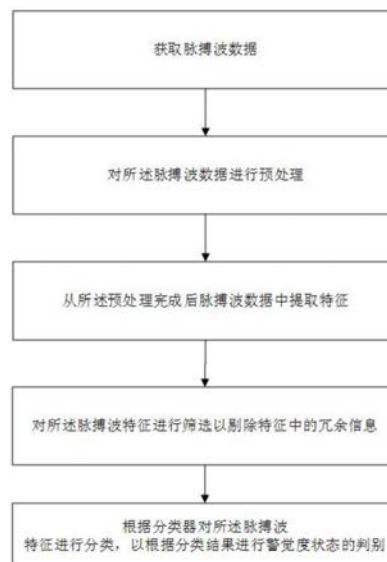 获取脉搏波数据
对所述脉搏波数据进行预处理
从所述预处理完成后脉搏波数据中提取特征
对所述脉搏波特征进行筛选以剔除特征中的冗余信息
根据分类器对所述脉搏波
特征进行分类，以根据分类结果进行警觉度状态的判别